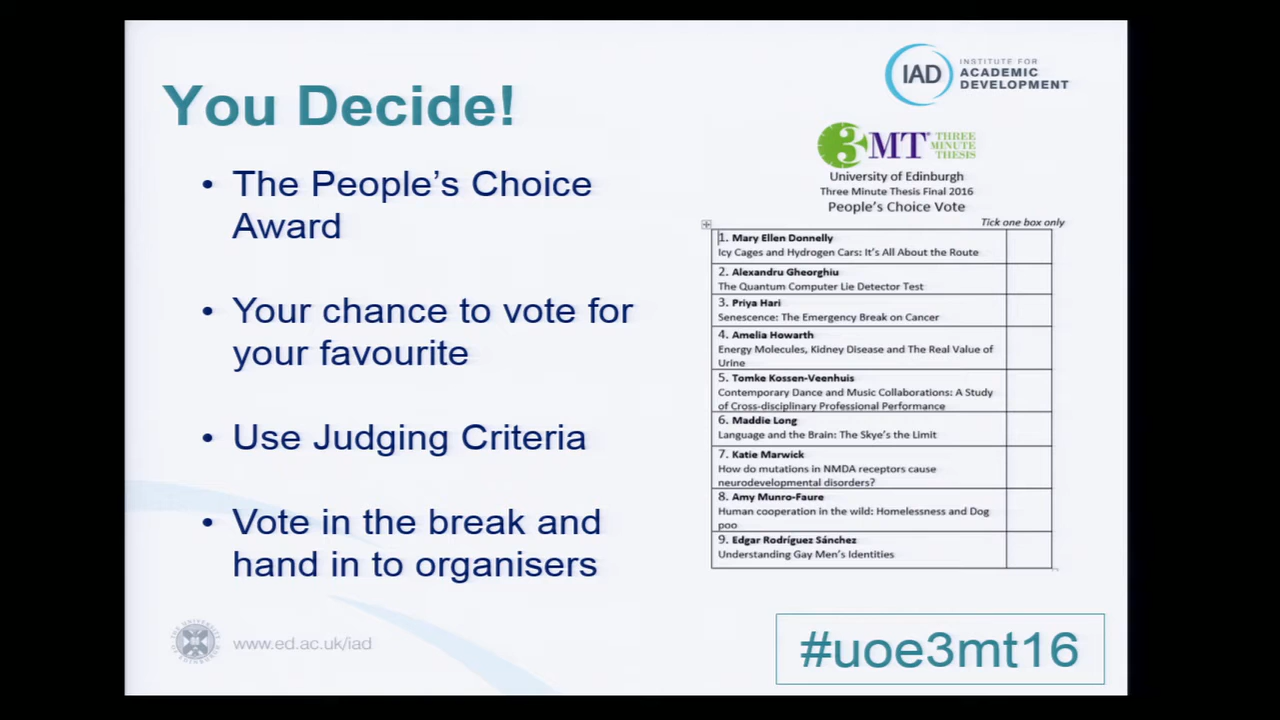 You Decide!
• The People's Choice
Award
• Your chance to vote for
your favourite
• Use Judging Criteria
• Vote in the break and
hand in to organisers
IAD
INSTITUTE FOR
ACADEMIC
DEVELOPMENT
3MT® THREE
MINUTE
THESIS
University of Edinburgh
Three Minute Thesis Final 2016
People's Choice Vote
Tick one box only
1. Mary Ellen Donnelly
Icy Cages and Hydrogen Cars: It's All About the Route
2. Alexandru Gheorghiu
The Quantum Computer Lie Detector Test
3. Priya Hari
Senescence: The Emergency Break on Cancer
4. Amelia Howarth
Energy Molecules, Kidney Disease and The Real Value of
Urine
5. Tomke Kossen-Veenhuis
Contemporary Dance and Music Collaborations: A Study
of Cross-disciplinary Professional Performance
6. Maddie Long
Language and the Brain: The Skye's the Limit
7. Katie Marwick
How do mutations in NMDA receptors cause
neurodevelopmental disorders?
8. Amy Munro-Faure
Human cooperation in the wild: Homelessness and Dog
poo
9. Edgar Rodríguez Sánchez
Understanding Gay Men's Identities
THE UNIVERSITY
OF EDINBURGH
www.ed.ac.uk/iad
#uoe3mt16